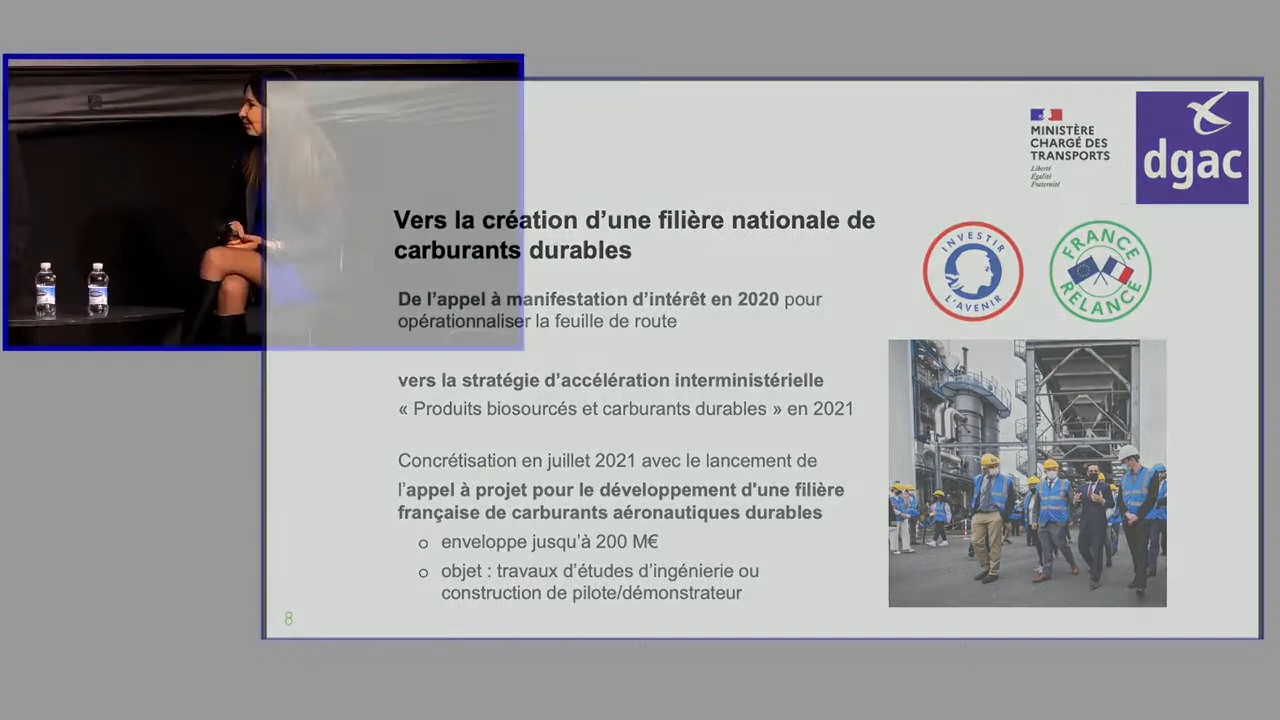 MINISTÈRE
CHARGÉ DES
TRANSPORTS
Liberté
Égalité
Fraternité
dgac
Vers la création d’une filière nationale de
carburants durables
INVESTIR
L'AVENIR
FRANCE
RELANCE
De l’appel à manifestation d’intérêt en 2020 pour
opérationnaliser la feuille de route
vers la stratégie d’accélération interministérielle
« Produits biosourcés et carburants durables » en 2021
Concrétisation en juillet 2021 avec le lancement de
l’appel à projet pour le développement d'une filière
française de carburants aéronautiques durables
o enveloppe jusqu’à 200 M€
o objet : travaux d’études d’ingénierie ou
construction de pilote/démonstrateur
8